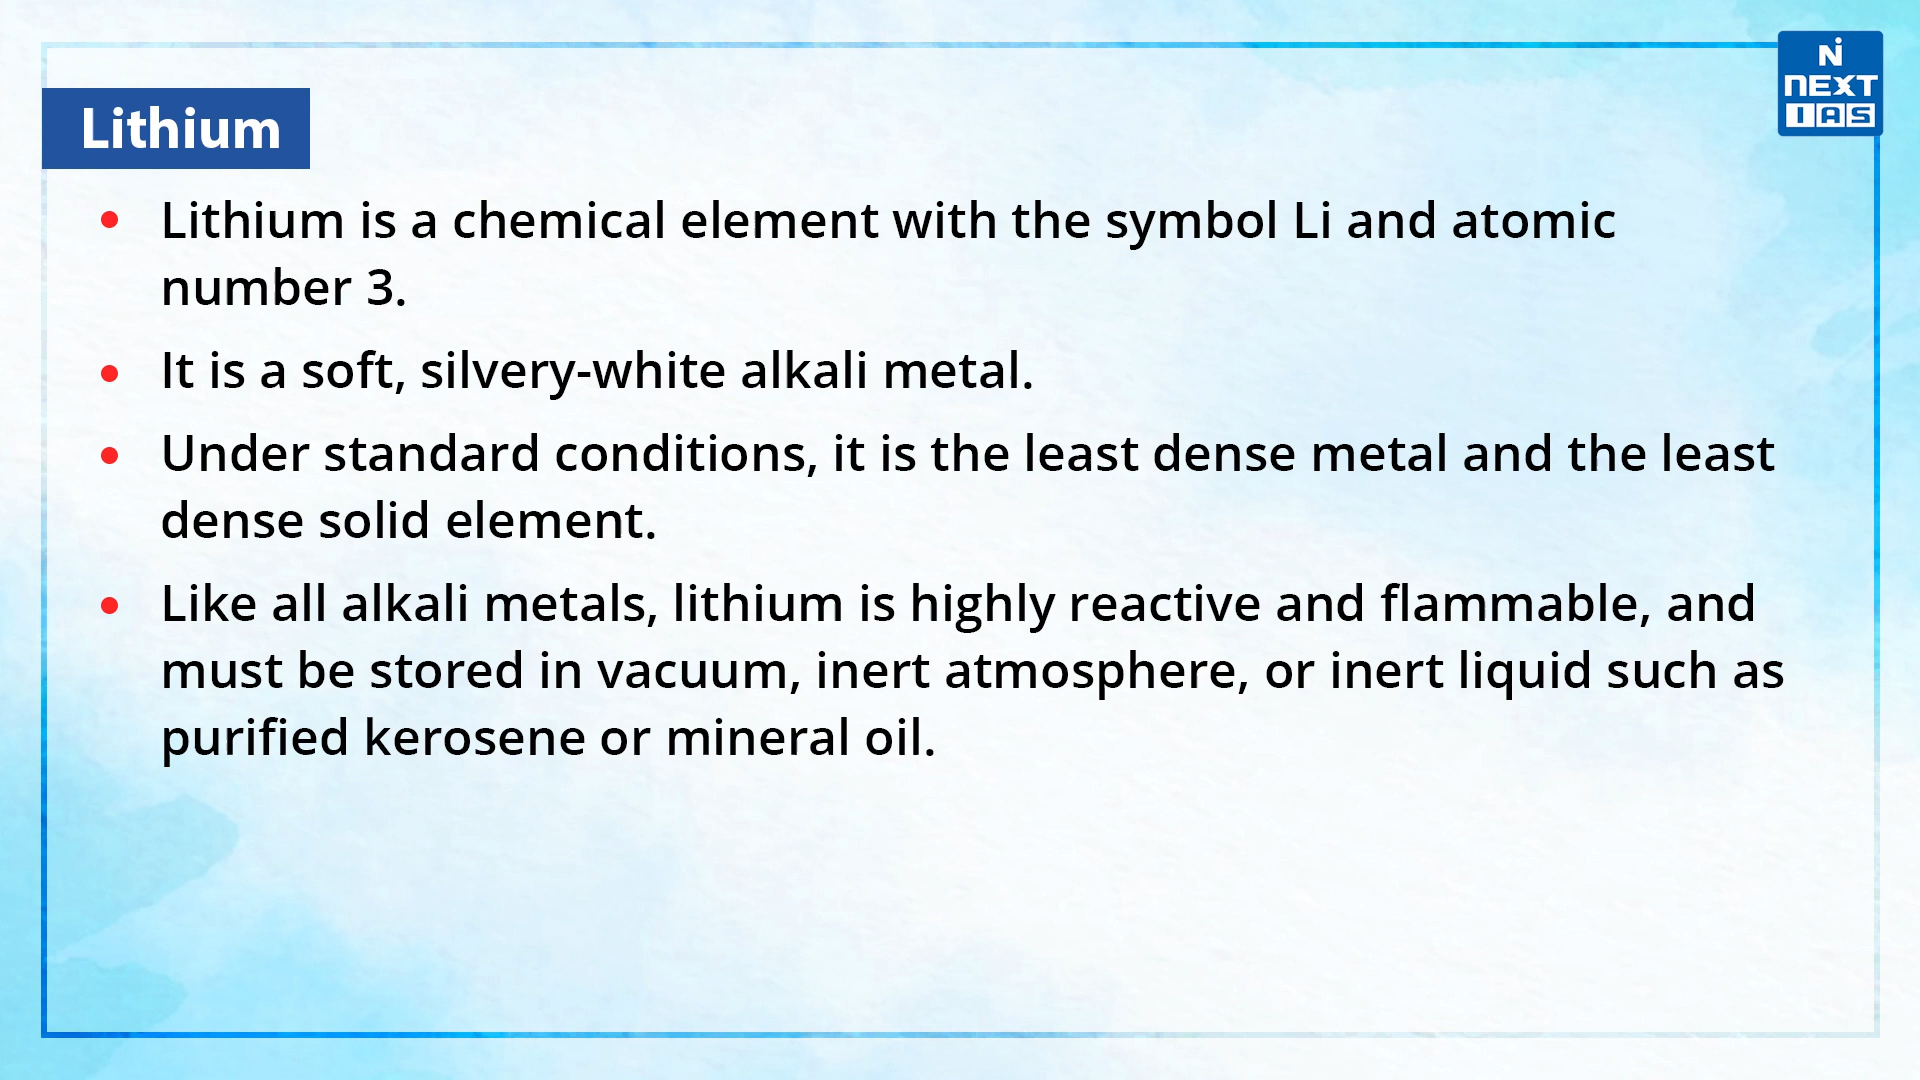 N
NEXT
IAS
Lithium
• Lithium is a chemical element with the symbol Li and atomic
number 3.
• It is a soft, silvery-white alkali metal.
• Under standard conditions, it is the least dense metal and the least
dense solid element.
• Like all alkali metals, lithium is highly reactive and flammable, and
must be stored in vacuum, inert atmosphere, or inert liquid such as
purified kerosene or mineral oil.